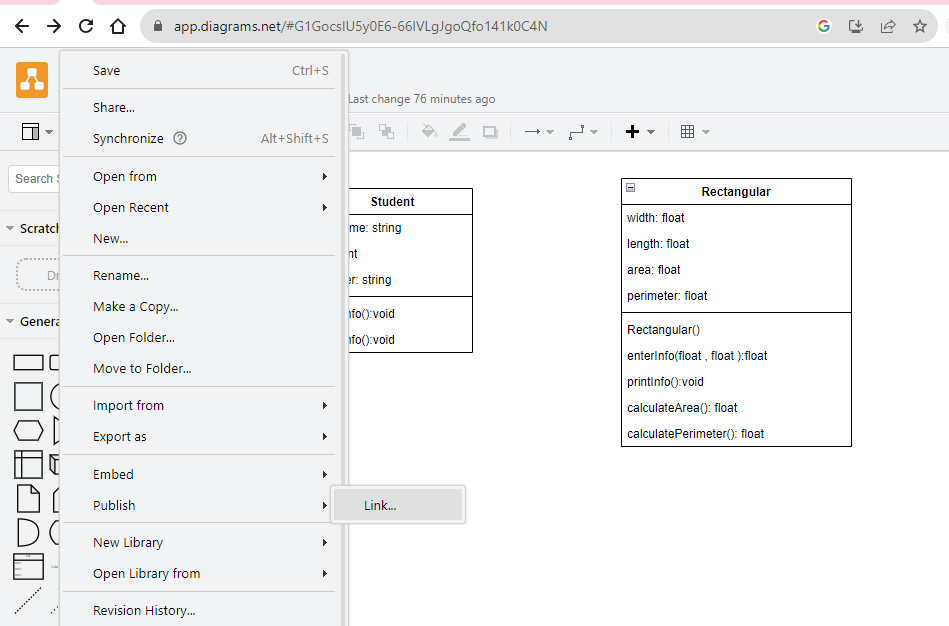 app.diagrams.net/#G1GocsIU5y0E6-66IVLgJgoQfo141k0C4N
Save Ctrl+S
Last change 76 minutes ago
Share...
Synchronize Alt+Shift+S
Open from
Search
Open Recent
New...
Scratch
Rename...
Make a Copy...
Open Folder...
Move to Folder...
General
Import from
Export as
Embed
Publish
Link...
New Library
Open Library from
Revision History...
Student
me: string
nt
er: string
nfo():void
nfo():void
Rectangular
width: float
length: float
area: float
perimeter: float
Rectangular()
enterInfo(float , float ):float
printInfo():void
calculateArea(): float
calculatePerimeter(): float